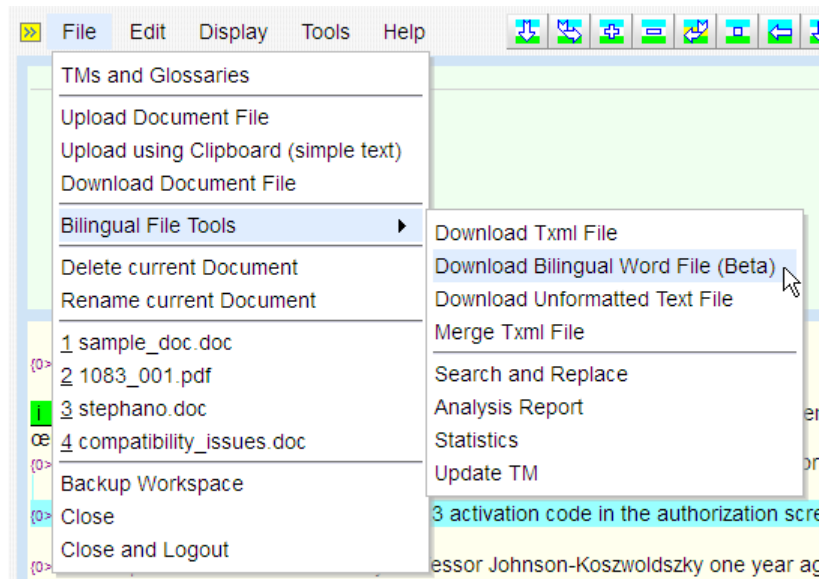 File Edit Display Tools Help
TMs and Glossaries
Upload Document File
Upload using Clipboard (simple text)
Download Document File
Bilingual File Tools
Delete current Document
Rename current Document
1 sample_doc.doc
2 1083_001.pdf
3 stephano.doc
4 compatibility_issues.doc
Backup Workspace
Close
Close and Logout
Download Txml File
Download Bilingual Word File (Beta)
Download Unformatted Text File
Merge Txml File
Search and Replace
Analysis Report
Statistics
Update TM
{0>
i
œ
{0>
{0> 3 activation code in the authorization scre
{0> essor Johnson-Koszwoldszky one year ag